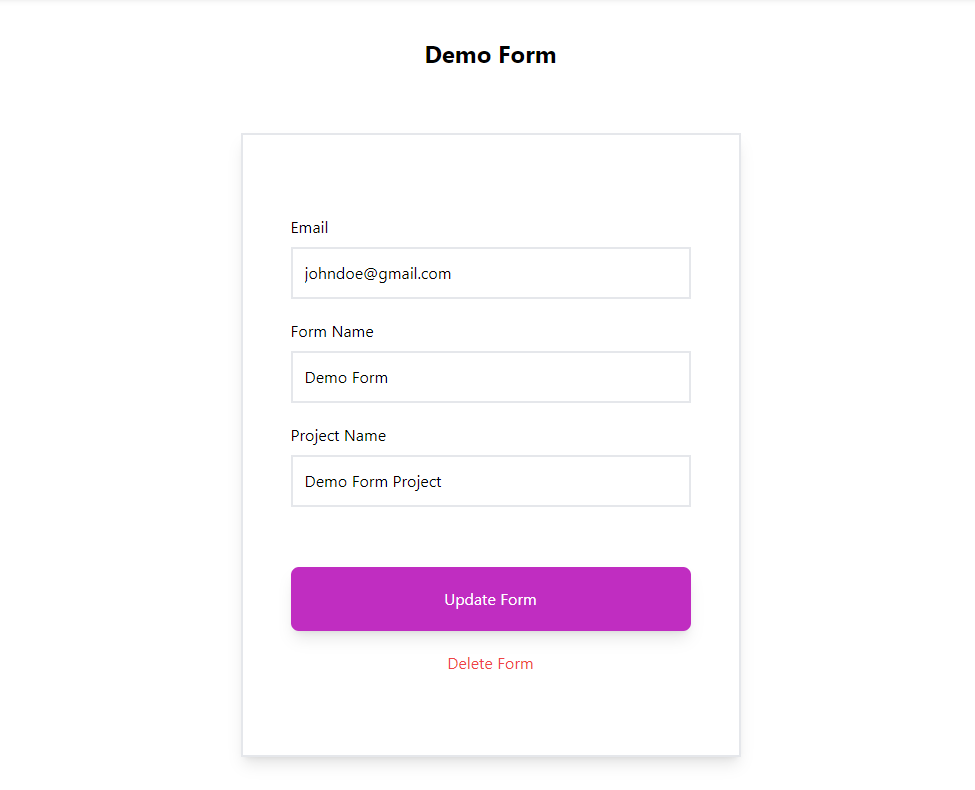 Demo Form
Email
johndoe@gmail.com
Form Name
Demo Form
Project Name
Demo Form Project
Update Form
Delete Form